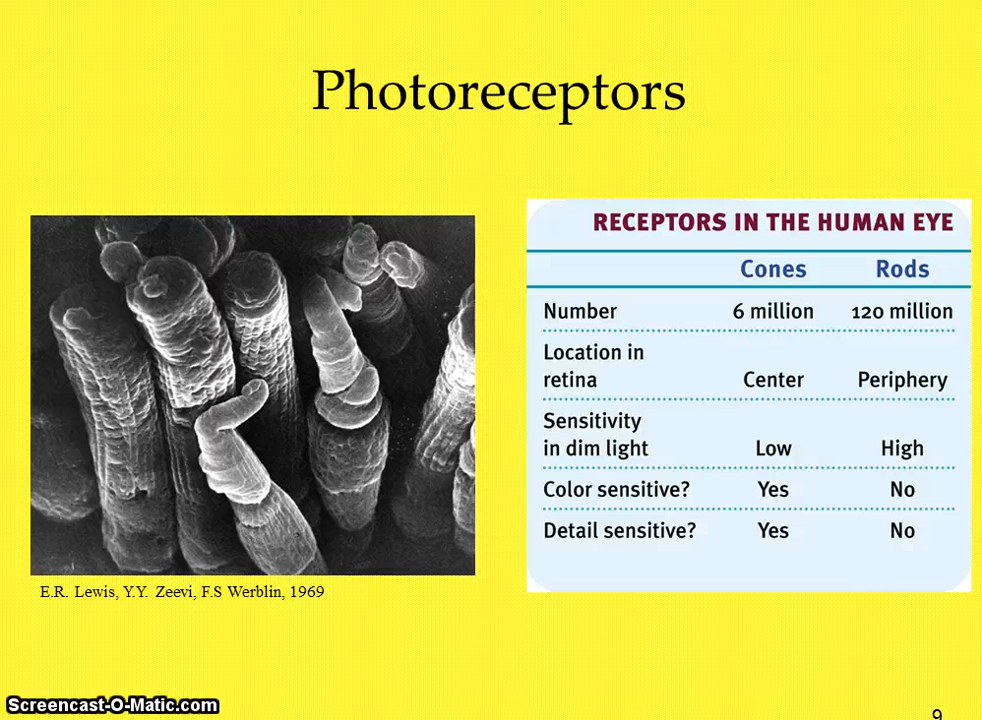 Photoreceptors
RECEPTORS IN THE HUMAN EYE
Cones Rods
Number 6 million 120 million
Location in
retina Center Periphery
Sensitivity
in dim light Low High
Color sensitive? Yes No
Detail sensitive? Yes No
E.R. Lewis, Y.Y. Zeevi, F.S Werblin, 1969
Screencast-O-Matic.com
9